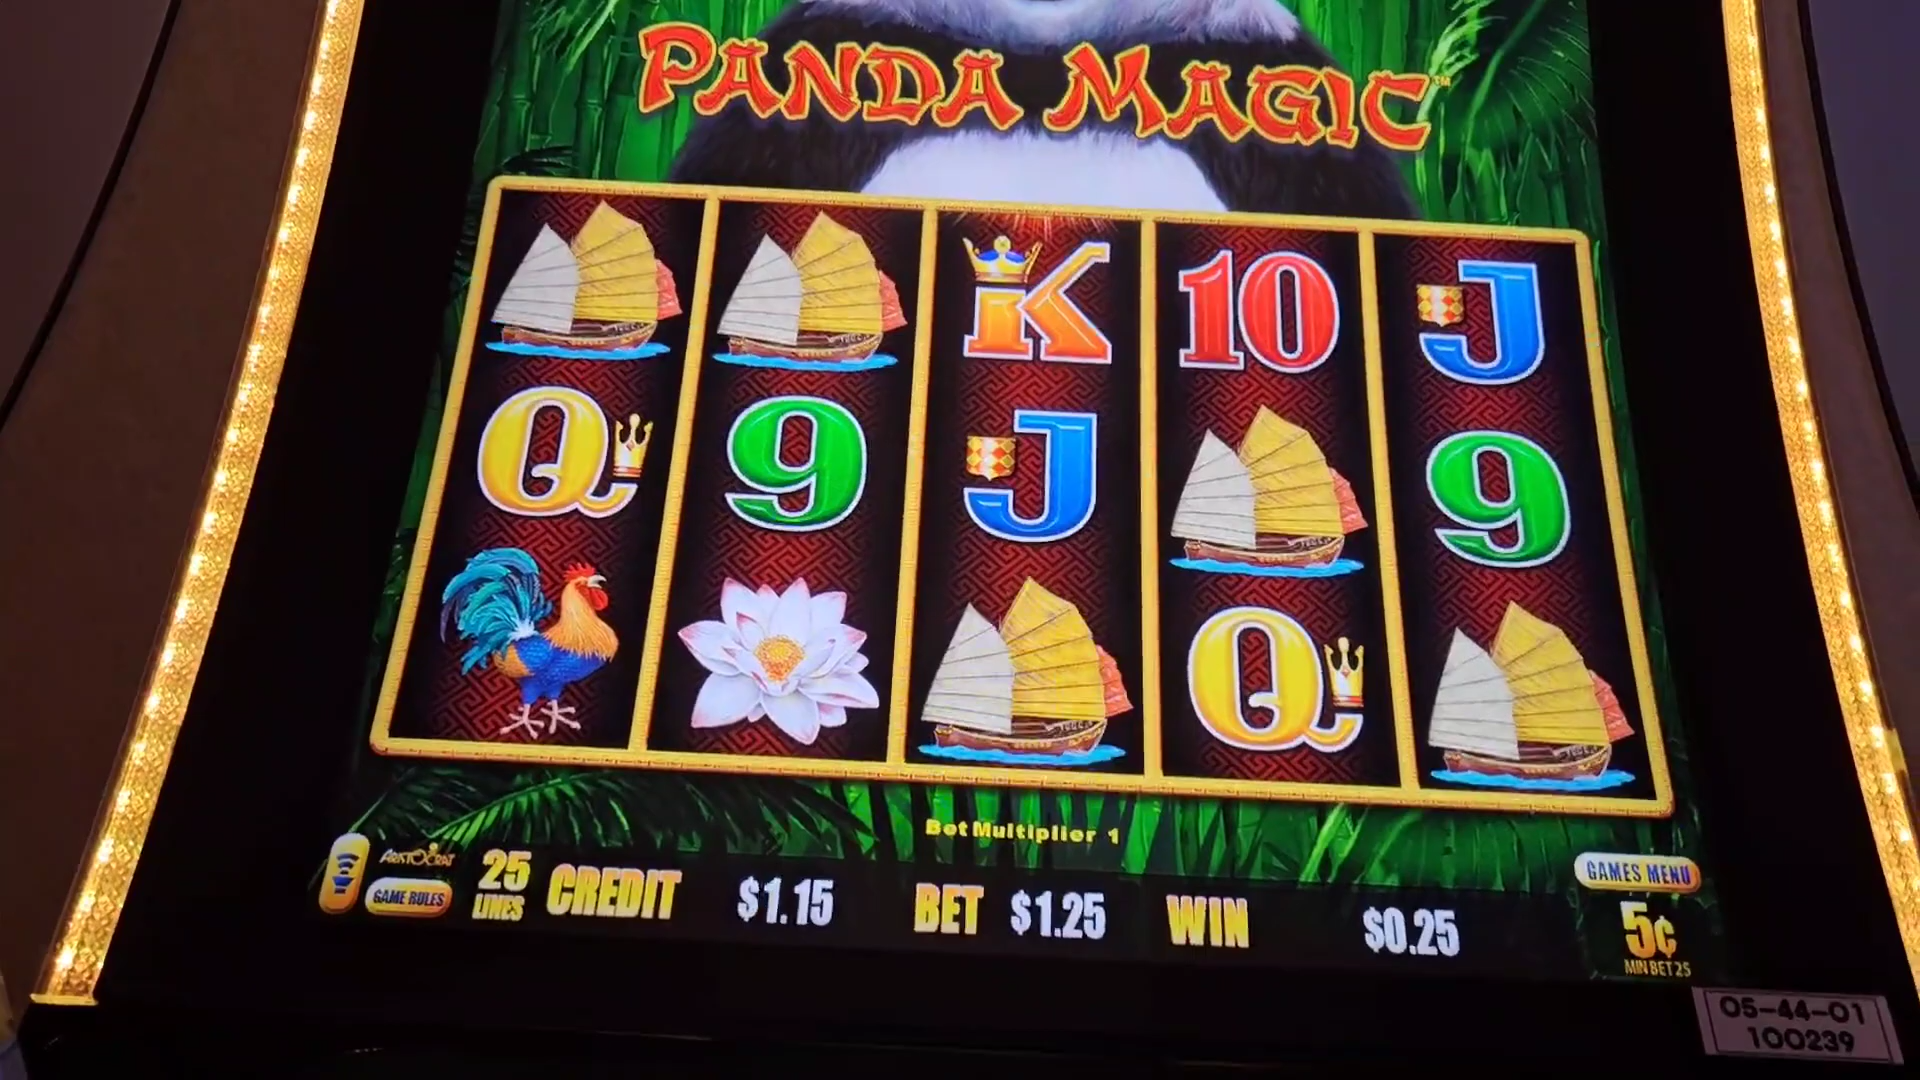 PANDA MAGIC™
K 10 J
Q 9 J 9
Q
Bet Multiplier 1
ARISTOCRAT
GAME RULES
25 LINES
CREDIT $1.15 BET $1.25 WIN $0.25
GAMES MENU
5¢
MIN BET 25
05-44-01
100239